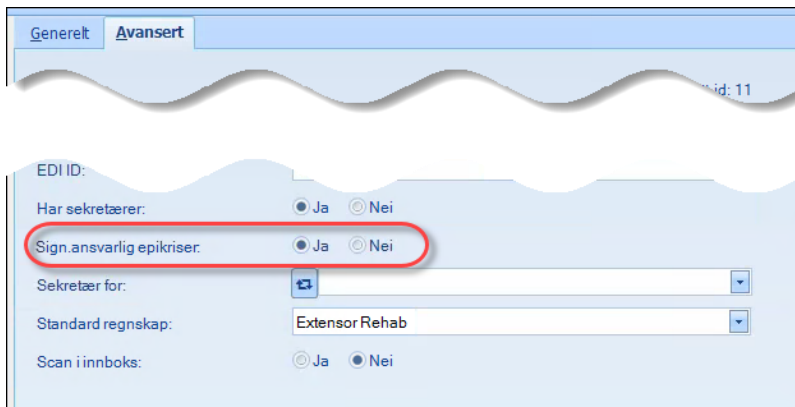 Generelt Avansert
id: 11
EDI ID:
Har sekretærer: Ja Nei
Sign.ansvarlig epikriser: Ja Nei
Sekretær for:
Standard regnskap: Extensor Rehab
Scan i innboks: Ja Nei